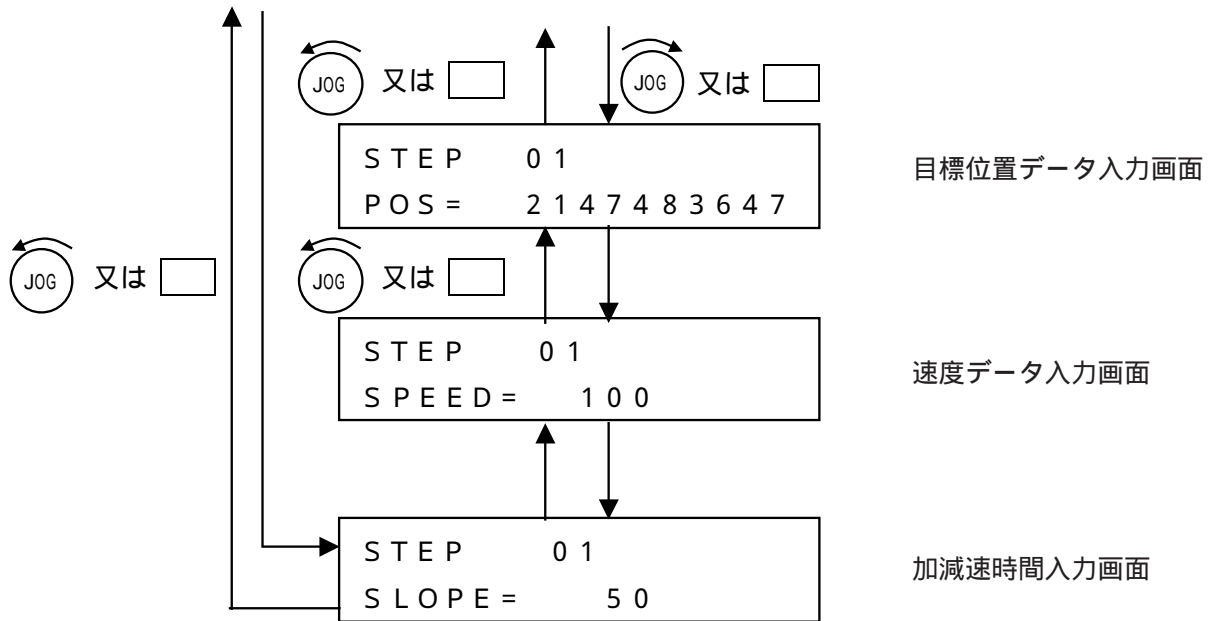 JOG 又は
JOG 又は
STEP 01
POS= 2147483647
目標位置データ入力画面
JOG 又は
JOG 又は
STEP 01
SPEED= 100
速度データ入力画面
STEP 01
SLOPE= 50
加減速時間入力画面